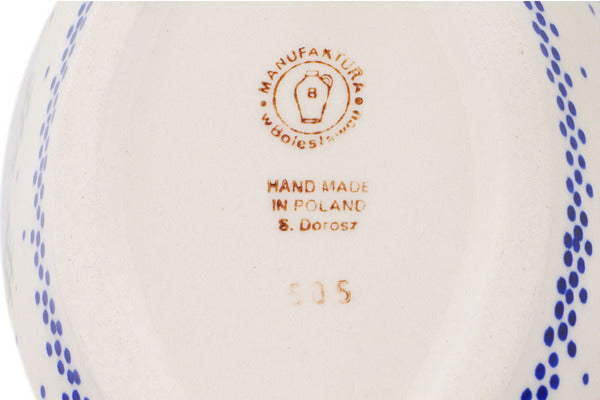 MANUFAKTURA
w Bolesławcu
8
HAND MADE
IN POLAND
S. Dorosz
505